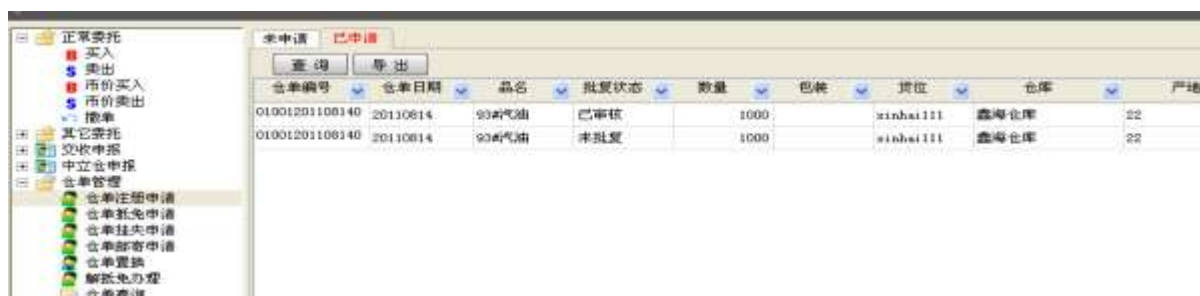 正常委托
B 买入
S 卖出
B 市价买入
S 市价卖出
撤单
其它委托
交收申报
中立仓申报
仓单管理
仓单注册申请
仓单抵免申请
仓单挂失申请
仓单邮寄申请
仓单置换
解抵免办理
仓单查询
未申请 已申请
查询 导出
仓单编号 仓单日期 品名 批复状态 数量 包装 货位 仓库 产地
01001201108140 20110814 93#汽油 已审核 1000 xinhai111 鑫海仓库 22
01001201108140 20110814 93#汽油 未批复 1000 xinhai111 鑫海仓库 22